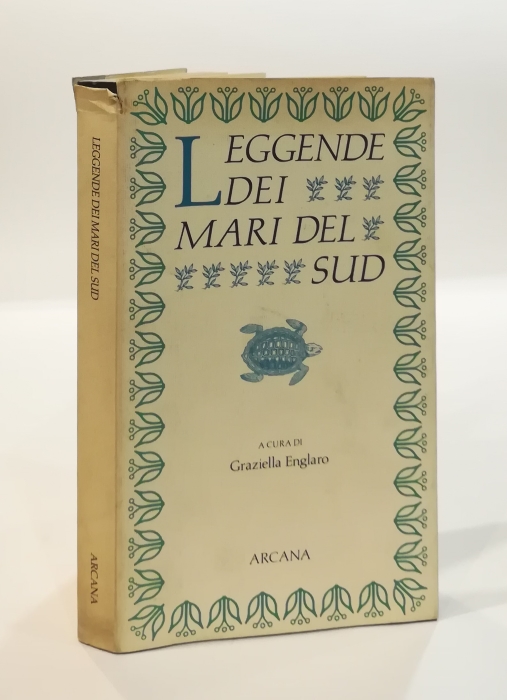 LEGGENDE
DEI
MARI DEL
SUD
A CURA DI
Graziella Englaro
ARCANA
LEGGENDE DEI MARI DEL SUD
ARCANA